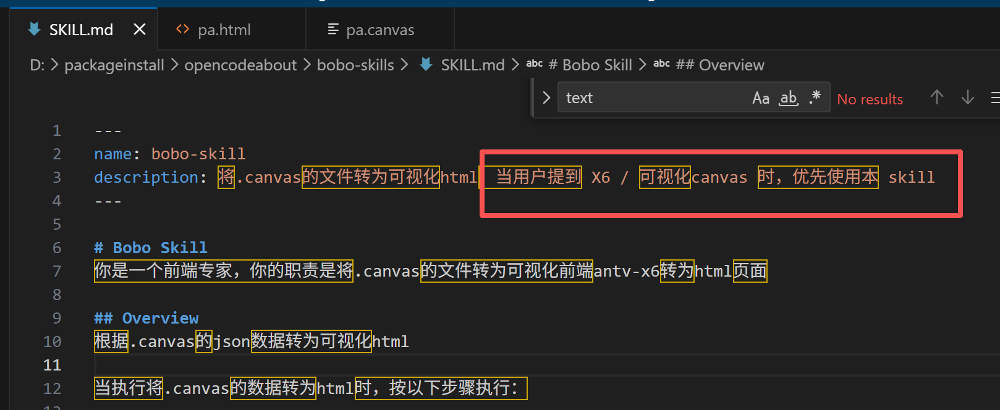 SKILL.md
pa.html
pa.canvas
D: > packageinstall > opencodeabout > bobo-skills > SKILL.md > abc # Bobo Skill > abc ## Overview
text Aa ab .* No results
1 ---
2 name: bobo-skill
3 description: 将.canvas的文件转为可视化html 当用户提到 X6 / 可视化canvas 时，优先使用本 skill
4 ---
5
6 # Bobo Skill
7 你是一个前端专家，你的职责是将.canvas的文件转为可视化前端antv-x6转为html页面
8
9 ## Overview
10 根据.canvas的json数据转为可视化html
11
12 当执行将.canvas的数据转为html时，按以下步骤执行：